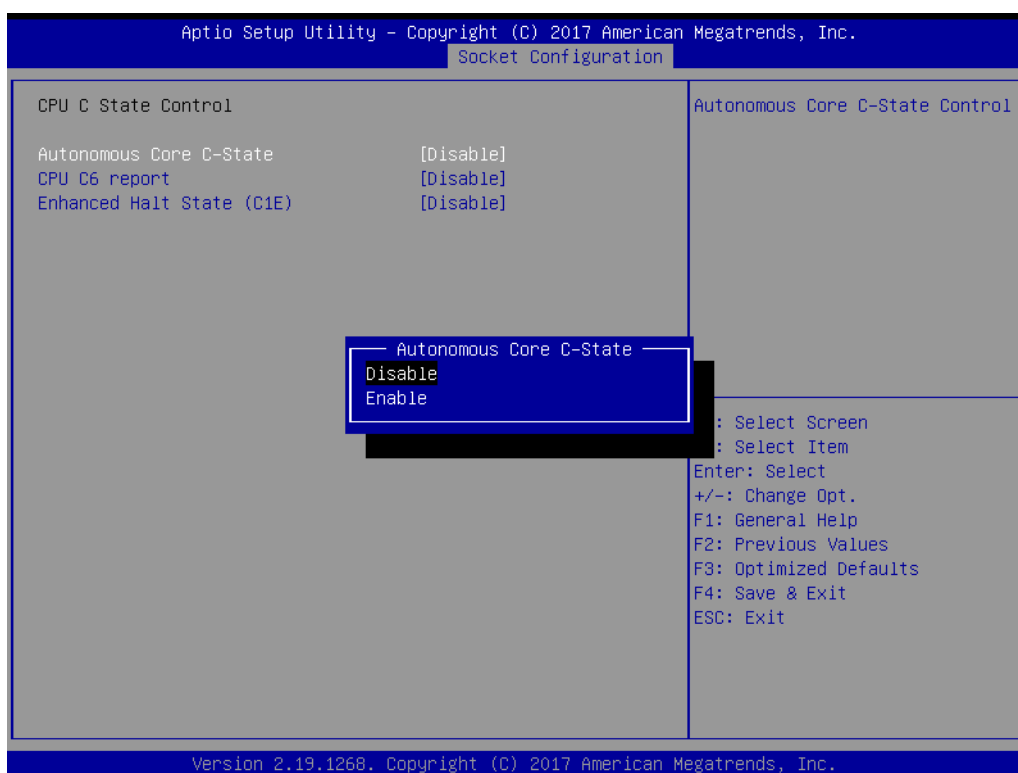 Aptio Setup Utility – Copyright (C) 2017 American Megatrends, Inc.
Socket Configuration
CPU C State Control
Autonomous Core C-State [Disable]
CPU C6 report [Disable]
Enhanced Halt State (C1E) [Disable]
Autonomous Core C-State Control
Autonomous Core C-State
Disable
Enable
: Select Screen
: Select Item
Enter: Select
+/-: Change Opt.
F1: General Help
F2: Previous Values
F3: Optimized Defaults
F4: Save & Exit
ESC: Exit
Version 2.19.1268. Copyright (C) 2017 American Megatrends, Inc.